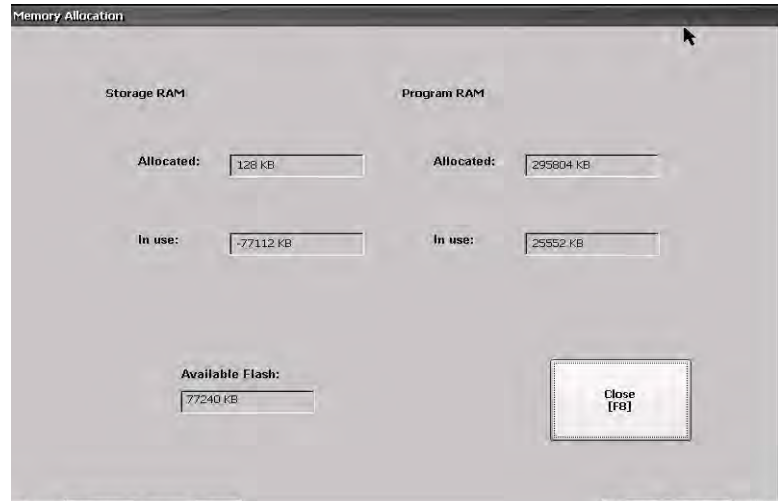 Memory Allocation
Storage RAM
Program RAM
Allocated: 128 KB
Allocated: 295804 KB
In use: -77112 KB
In use: 25552 KB
Available Flash:
77240 KB
Close
[F8]